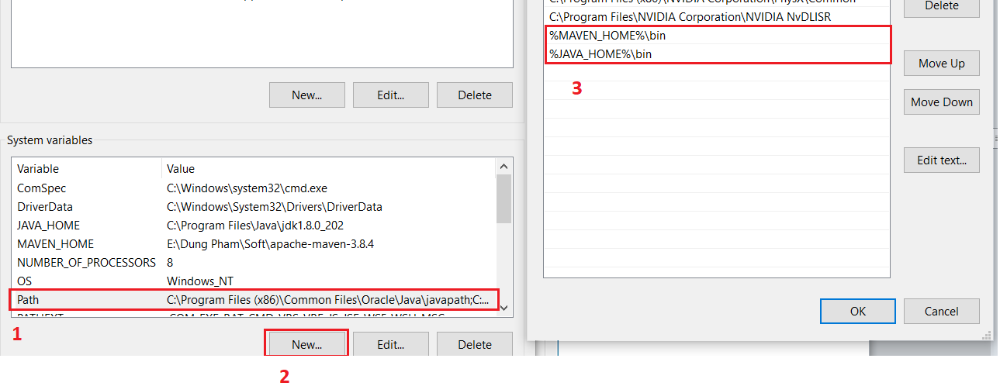 New...
Edit...
Delete
System variables
Variable Value
ComSpec C:\Windows\system32\cmd.exe
DriverData C:\Windows\System32\Drivers\DriverData
JAVA_HOME C:\Program Files\Java\jdk1.8.0_202
MAVEN_HOME E:\Dung Pham\Soft\apache-maven-3.8.4
NUMBER_OF_PROCESSORS 8
OS Windows_NT
Path C:\Program Files (x86)\Common Files\Oracle\Java\javapath;C:...
1
New...
Edit...
Delete
2
C:\Program Files (x86)\NVIDIA Corporation\PhysX\Common
C:\Program Files\NVIDIA Corporation\NVIDIA NvDLISR
%MAVEN_HOME%\bin
%JAVA_HOME%\bin
3
Delete
Move Up
Move Down
Edit text...
OK
Cancel